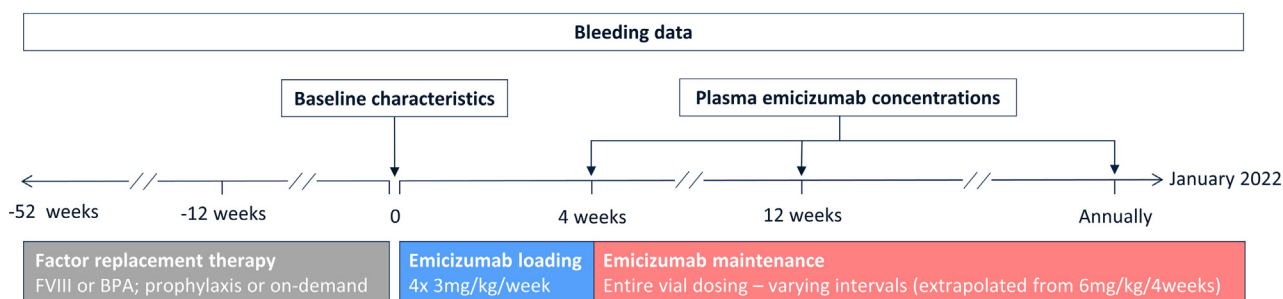 Bleeding data
Baseline characteristics
Plasma emicizumab concentrations
January 2022
-52 weeks
-12 weeks
0
4 weeks
12 weeks
Annually
Factor replacement therapy
FVIII or BPA; prophylaxis or on-demand
Emicizumab loading
4x 3mg/kg/week
Emicizumab maintenance
Entire vial dosing – varying intervals (extrapolated from 6mg/kg/4weeks)